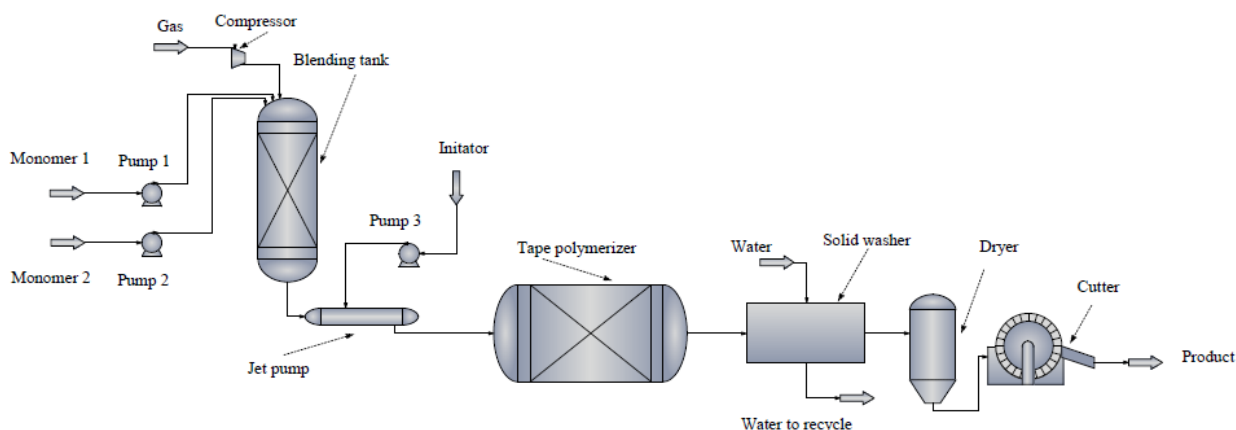 Gas
Compressor
Blending tank
Monomer 1
Pump 1
Monomer 2
Pump 2
Initator
Pump 3
Jet pump
Tape polymerizer
Water
Solid washer
Water to recycle
Dryer
Cutter
Product